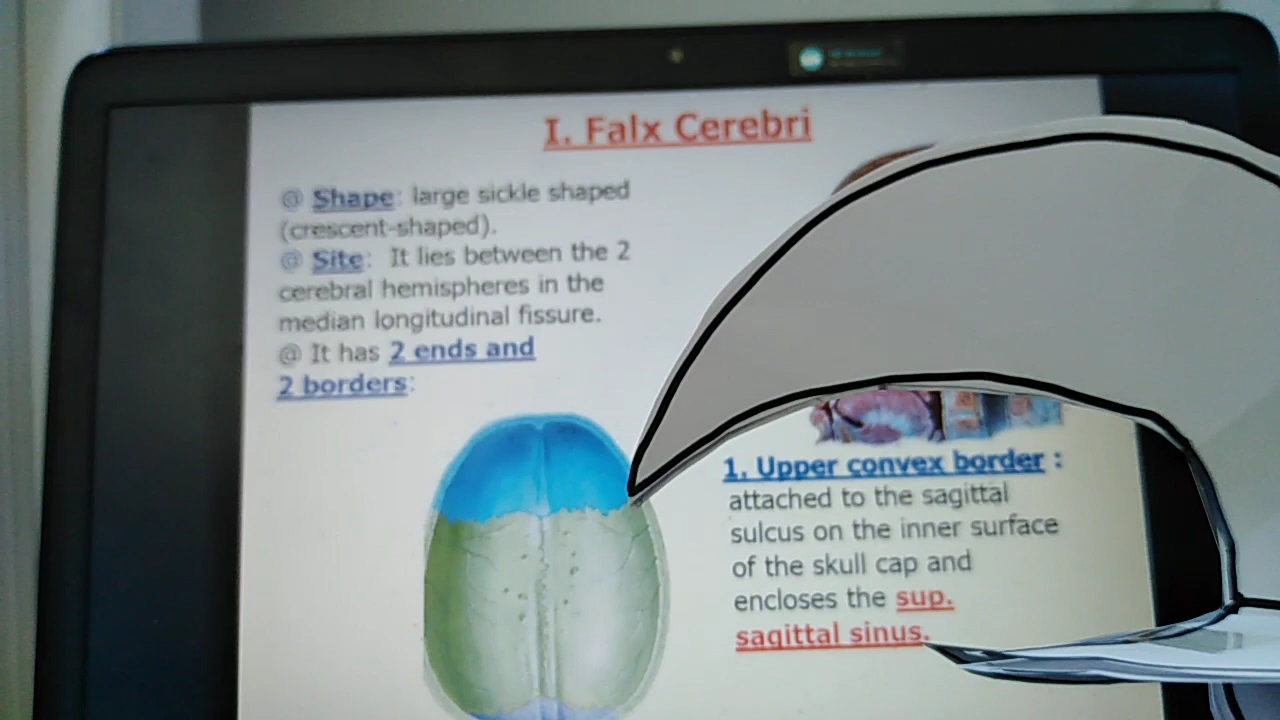 I. Falx Cerebri
@ Shape: large sickle shaped
(crescent-shaped).
@ Site: It lies between the 2
cerebral hemispheres in the
median longitudinal fissure.
@ It has 2 ends and
2 borders:
1. Upper convex border :
attached to the sagittal
sulcus on the inner surface
of the skull cap and
encloses the sup.
sagittal sinus.